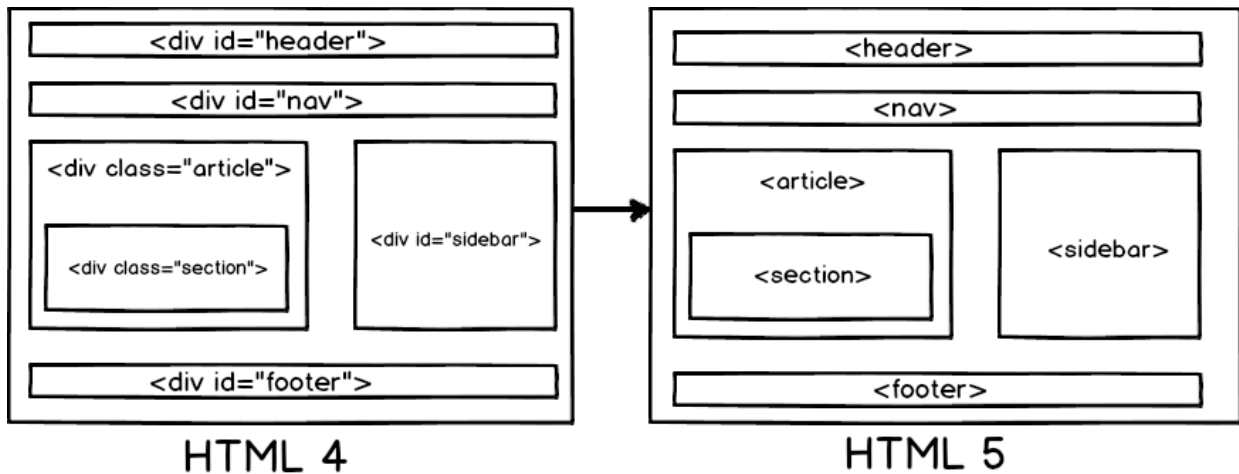 <div id="header">
<div id="nav">
<div class="article">
<div class="section">
<div id="sidebar">
<div id="footer">
HTML 4
<header>
<nav>
<article>
<section>
<sidebar>
<footer>
HTML 5